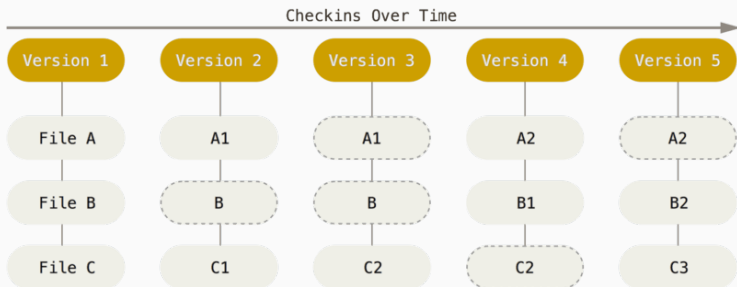 Checkins Over Time
Version 1 Version 2 Version 3 Version 4 Version 5
File A A1 A1 A2 A2
File B B B B1 B2
File C C1 C2 C2 C3